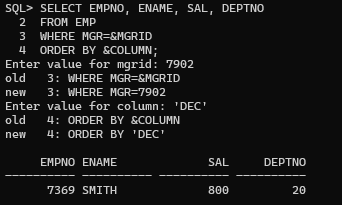 SQL> SELECT EMPNO, ENAME, SAL, DEPTNO
  2  FROM EMP
  3  WHERE MGR=&MGRID
  4  ORDER BY &COLUMN;
Enter value for mgrid: 7902
old   3: WHERE MGR=&MGRID
new   3: WHERE MGR=7902
Enter value for column: 'DEC'
old   4: ORDER BY &COLUMN
new   4: ORDER BY 'DEC'

     EMPNO ENAME             SAL     DEPTNO
---------- ---------- ---------- ----------
      7369 SMITH             800         20